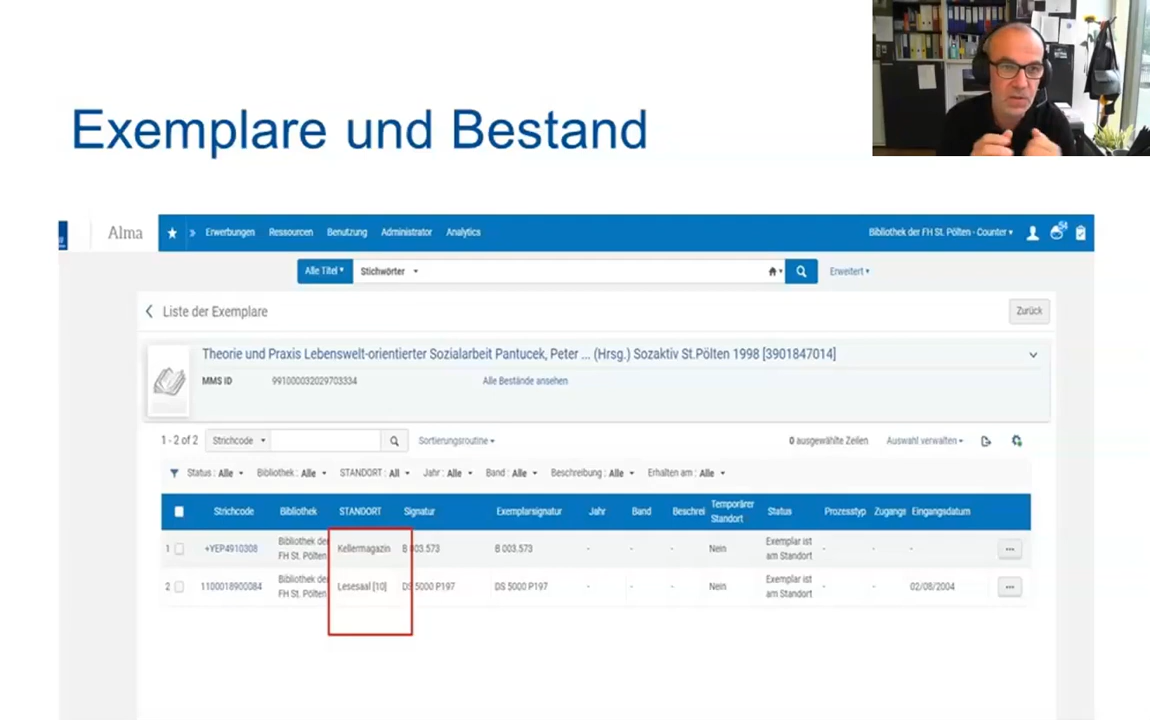 Exemplare und Bestand
Alma
Erwerbungen Ressourcen Benutzung Administrator Analytics
Bibliothek der FH St. Pölten - Counter
Alle Titel Stichwörter Erweitert
Liste der Exemplare Zurück
Theorie und Praxis Lebenswelt-orientierter Sozialarbeit Pantucek, Peter ... (Hrsg.) Sozaktiv St.Pölten 1998 [3901847014]
MMS ID 991000032029703334 Alle Bestände ansehen
1 - 2 of 2 Strichcode Sortierungsroutine 0 ausgewählte Zeilen Auswahl verwalten
Status : Alle Bibliothek : Alle STANDORT : All Jahr : Alle Band : Alle Beschreibung : Alle Erhalten am : Alle
Strichcode Bibliothek STANDORT Signatur Exemplarsignatur Jahr Band Beschrei Temporärer Standort Status Prozesstyp Zugangs Eingangsdatum
1 +YEP4910308 Bibliothek der FH St. Pölten Kellermagazin B 003.573 B 003.573 - - - Nein Exemplar ist am Standort - - -
2 1100018900084 Bibliothek de FH St. Pölten Lesesaal [10] DS 5000 P197 DS 5000 P197 - - - Nein Exemplar ist am Standort - - 02/08/2004